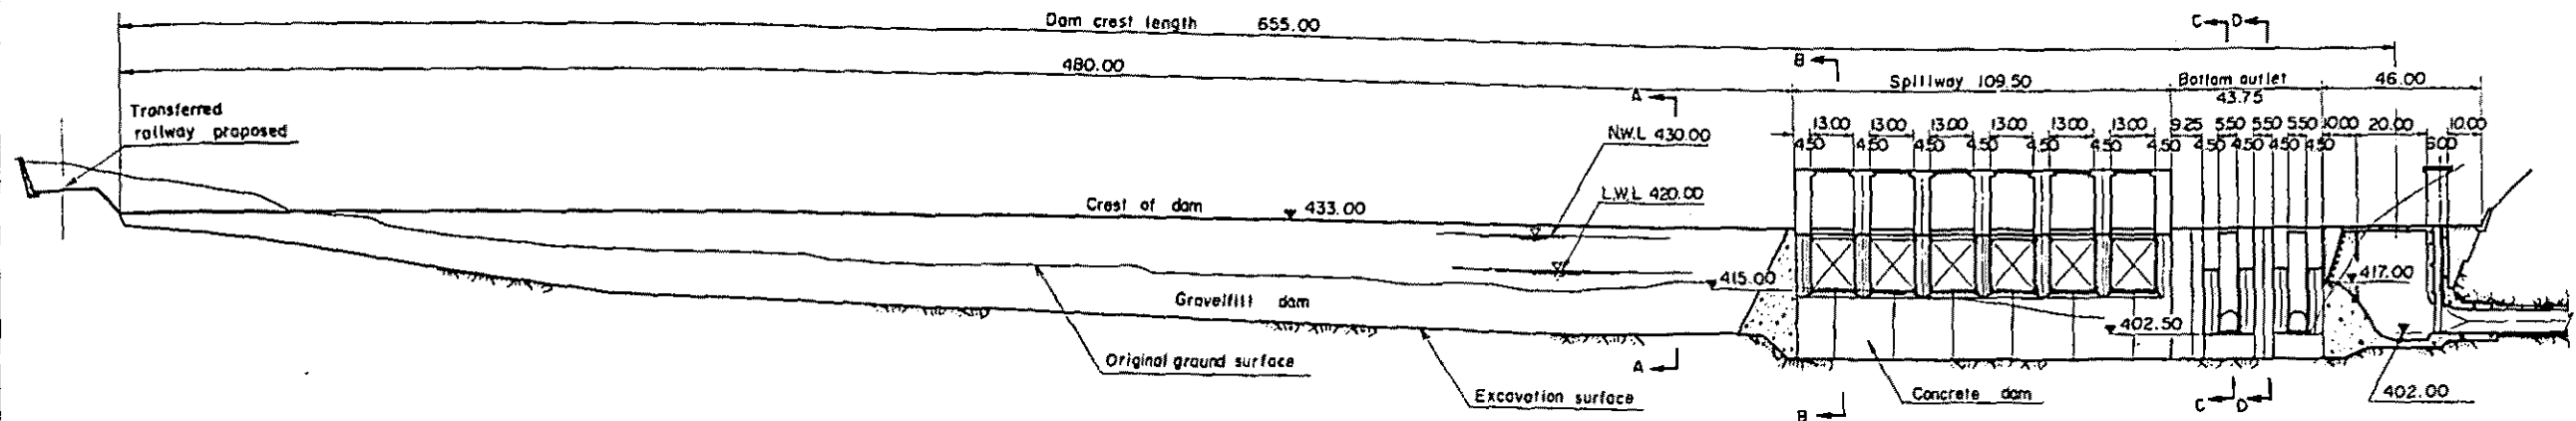 Dam crest length 655.00
C D
480.00
B
Spillway 109.50
Bottom outlet
43.75
46.00
A
Transferred
railway proposed
N.W.L 430.00
13.00 13.00 13.00 13.00 13.00 13.00 9.25 5.50 5.50 5.50 10.00 20.00 10.00
4.50 4.50 4.50 4.50 4.50 4.50 4.50 4.50 4.50 4.50 4.50 6.00
L.W.L 420.00
Crest of dam 433.00
415.00
417.00
Gravelfill dam
402.50
Original ground surface
A
Excavation surface
Concrete dam
402.00
B
C D